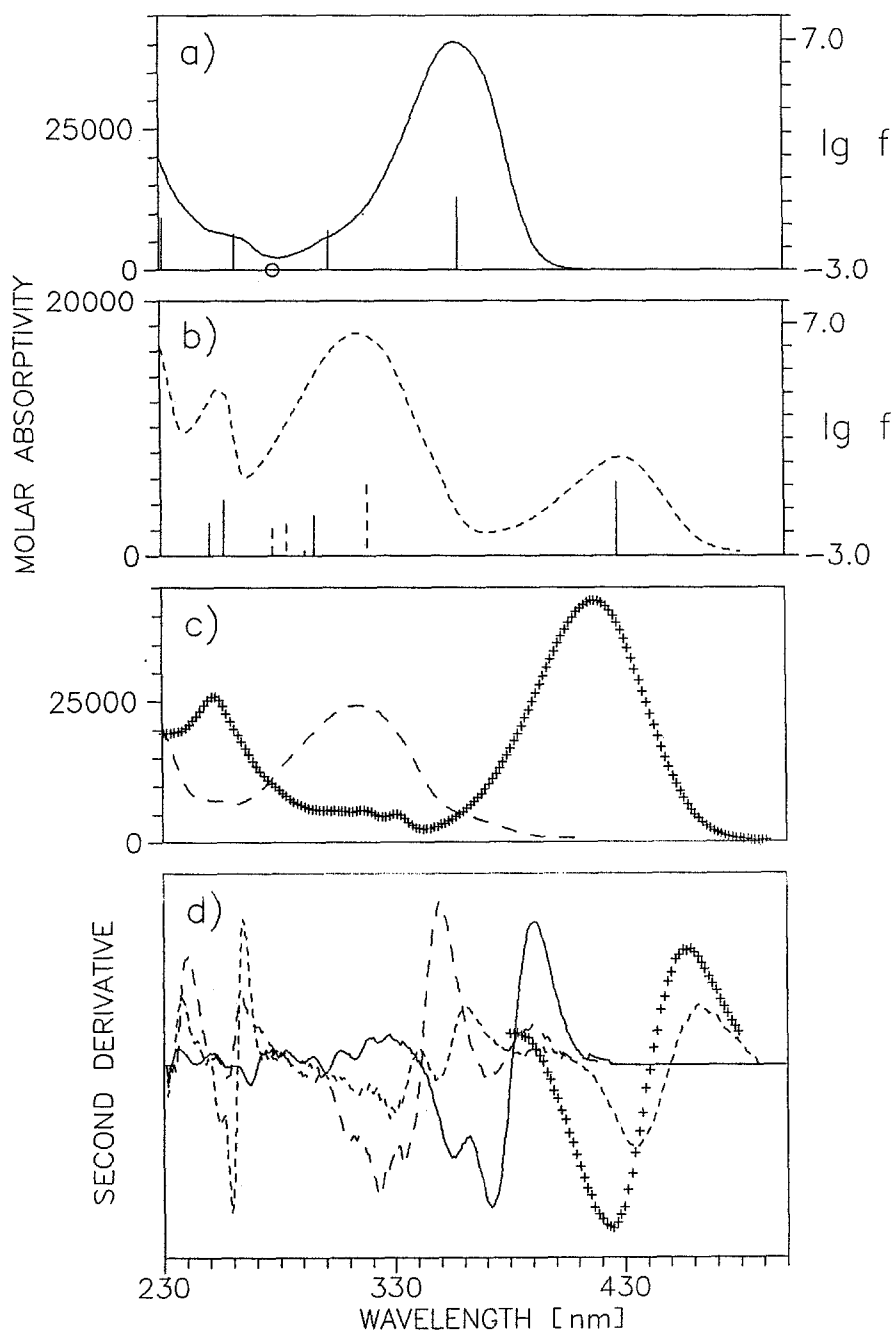 a)
7.0
25000
lg f
0
-3.0
MOLAR ABSORPTIVITY
20000
b)
7.0
lg f
0
-3.0
c)
25000
0
SECOND DERIVATIVE
d)
230 330 430
WAVELENGTH [nm]